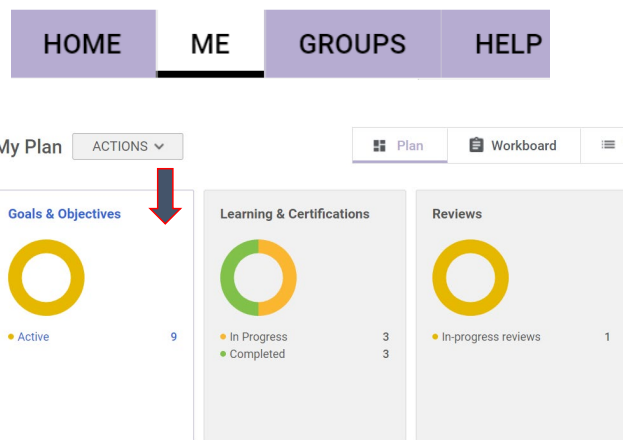 HOME ME GROUPS HELP
My Plan ACTIONS Plan Workboard
Goals & Objectives Learning & Certifications Reviews
Active 9 In Progress 3 In-progress reviews 1
Completed 3